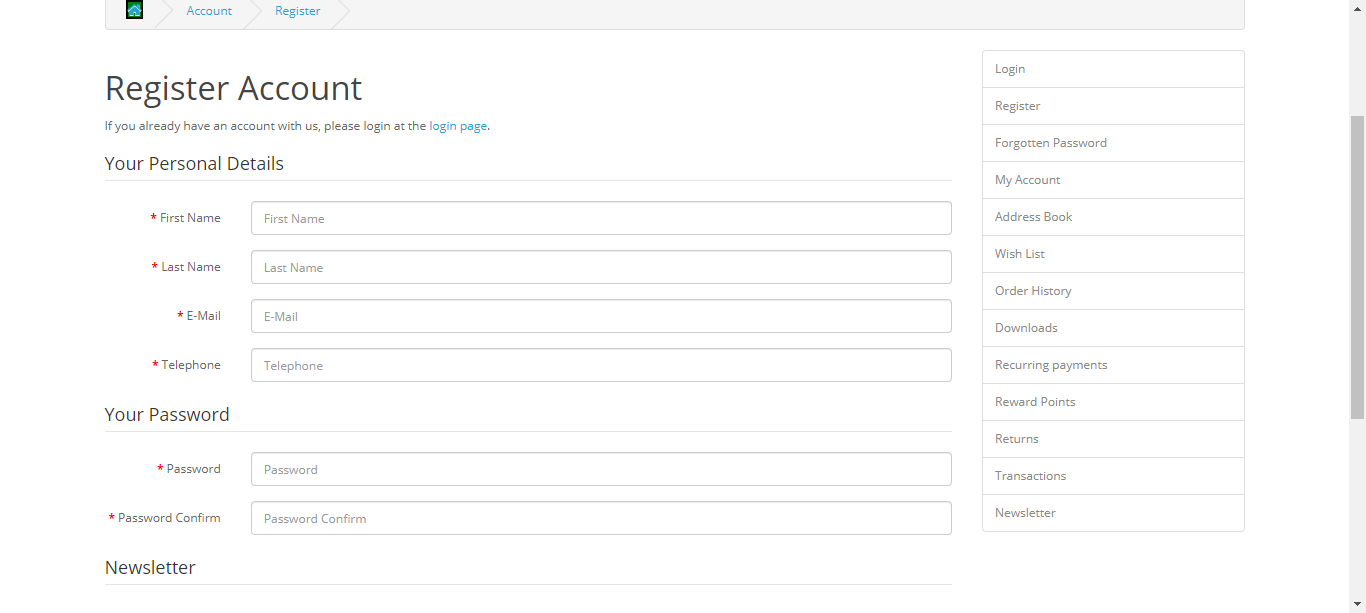 Account
Register
Register Account
If you already have an account with us, please login at the login page.
Your Personal Details
* First Name
First Name
* Last Name
Last Name
* E-Mail
E-Mail
* Telephone
Telephone
Your Password
* Password
Password
* Password Confirm
Password Confirm
Newsletter
Login
Register
Forgotten Password
My Account
Address Book
Wish List
Order History
Downloads
Recurring payments
Reward Points
Returns
Transactions
Newsletter